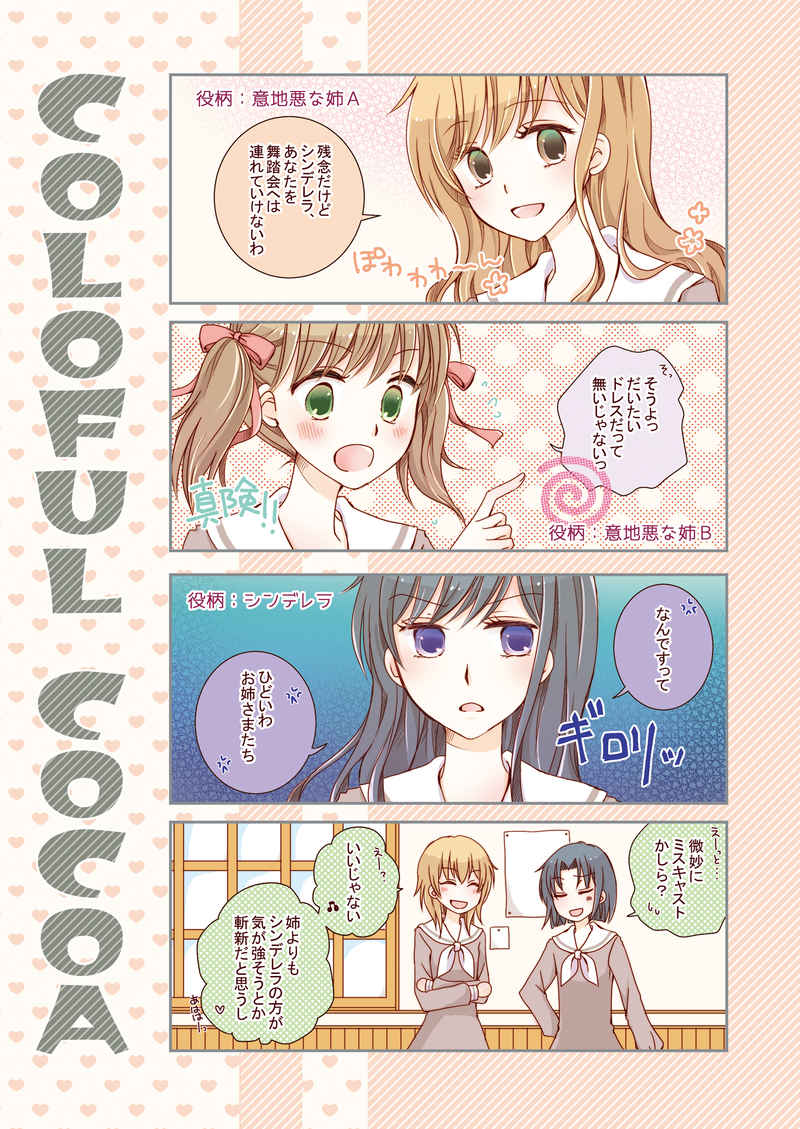 COLOFUL COCOA
役柄：意地悪な姉A
残念だけど
シンデレラ、
あなたを
舞踏会へは
連れていけないわ
ぽわわわ〜ん
そっ
そうよっ
だいたい
ドレスだって
無いじゃないっ
真険!!
役柄：意地悪な姉B
役柄：シンデレラ
なんですって
ひどいわ
お姉さまたち
ギロリッ
えーっと…
微妙に
ミスキャスト
かしら？
えー？
いいじゃない♪
姉よりも
シンデレラの方が
気が強そうとか
斬新だと思うし
♡
あははーっ